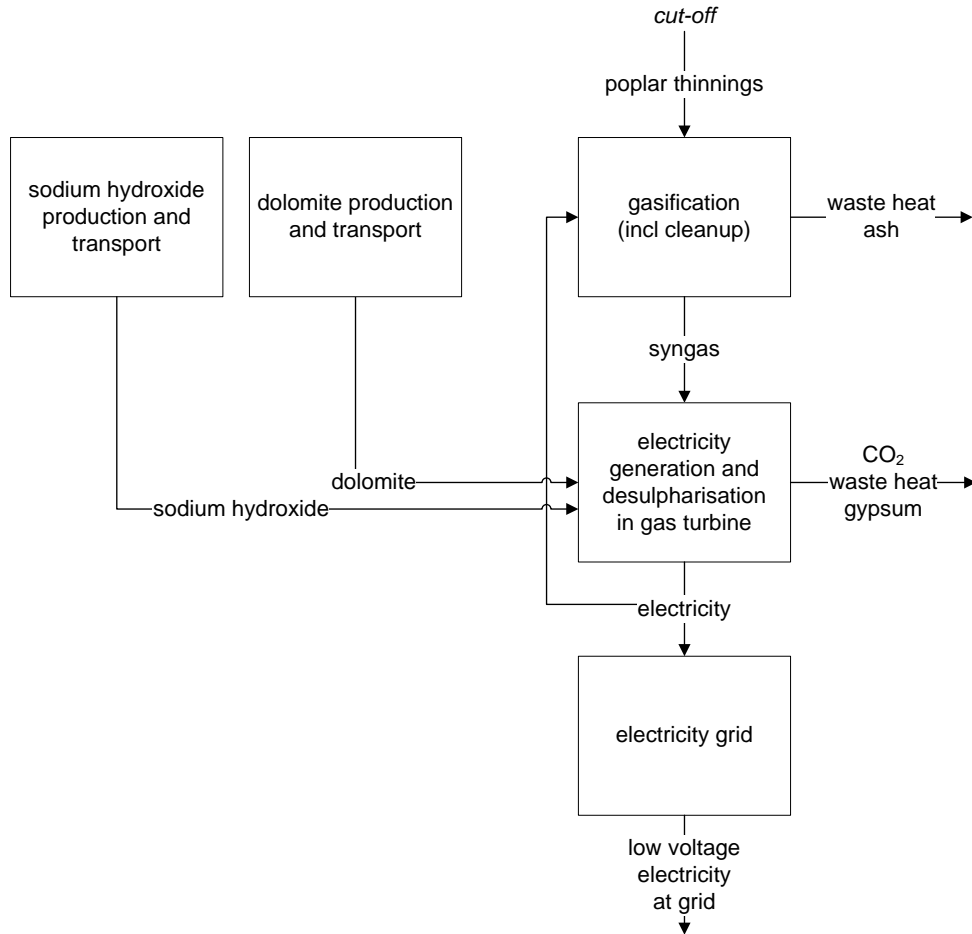 cut-off
poplar thinnings
sodium hydroxide
production and
transport
dolomite production
and transport
gasification
(incl cleanup)
waste heat
ash
syngas
electricity
generation and
desulpharisation
in gas turbine
CO₂
waste heat
gypsum
dolomite
sodium hydroxide
electricity
electricity grid
low voltage
electricity
at grid